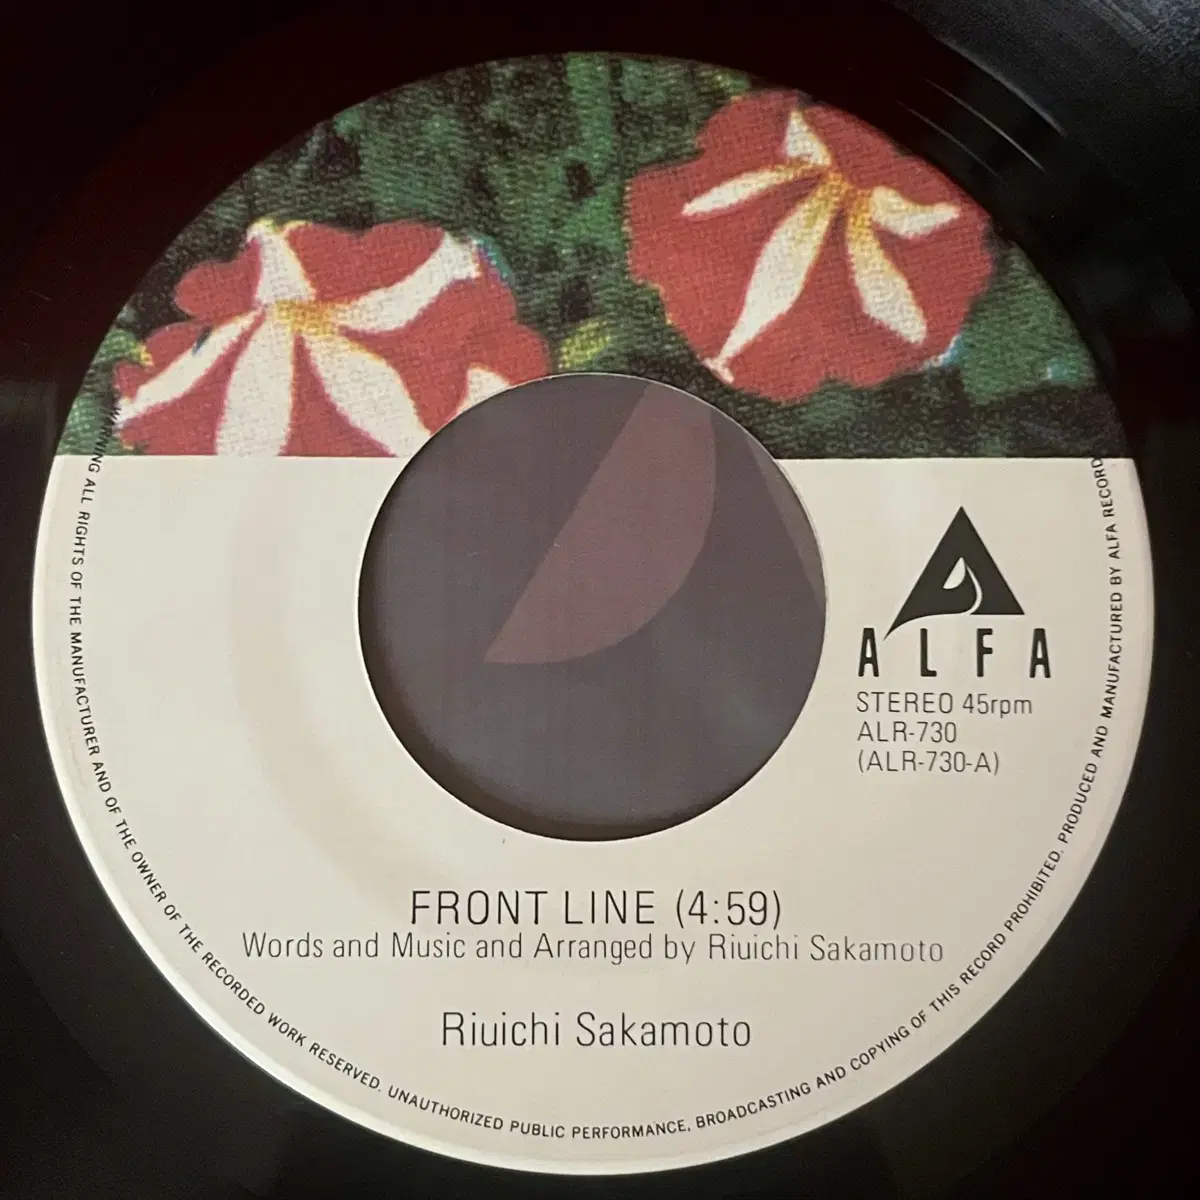 ALFA
STEREO 45rpm
ALR-730
(ALR-730-A)
FRONT LINE (4:59)
Words and Music and Arranged by Riuichi Sakamoto
Riuichi Sakamoto
WARNING ALL RIGHTS OF THE MANUFACTURER AND OF THE OWNER OF THE RECORDED WORK RESERVED. UNAUTHORIZED PUBLIC PERFORMANCE, BROADCASTING AND COPYING OF THIS RECORD PROHIBITED. PRODUCED AND MANUFACTURED BY ALFA RECORD